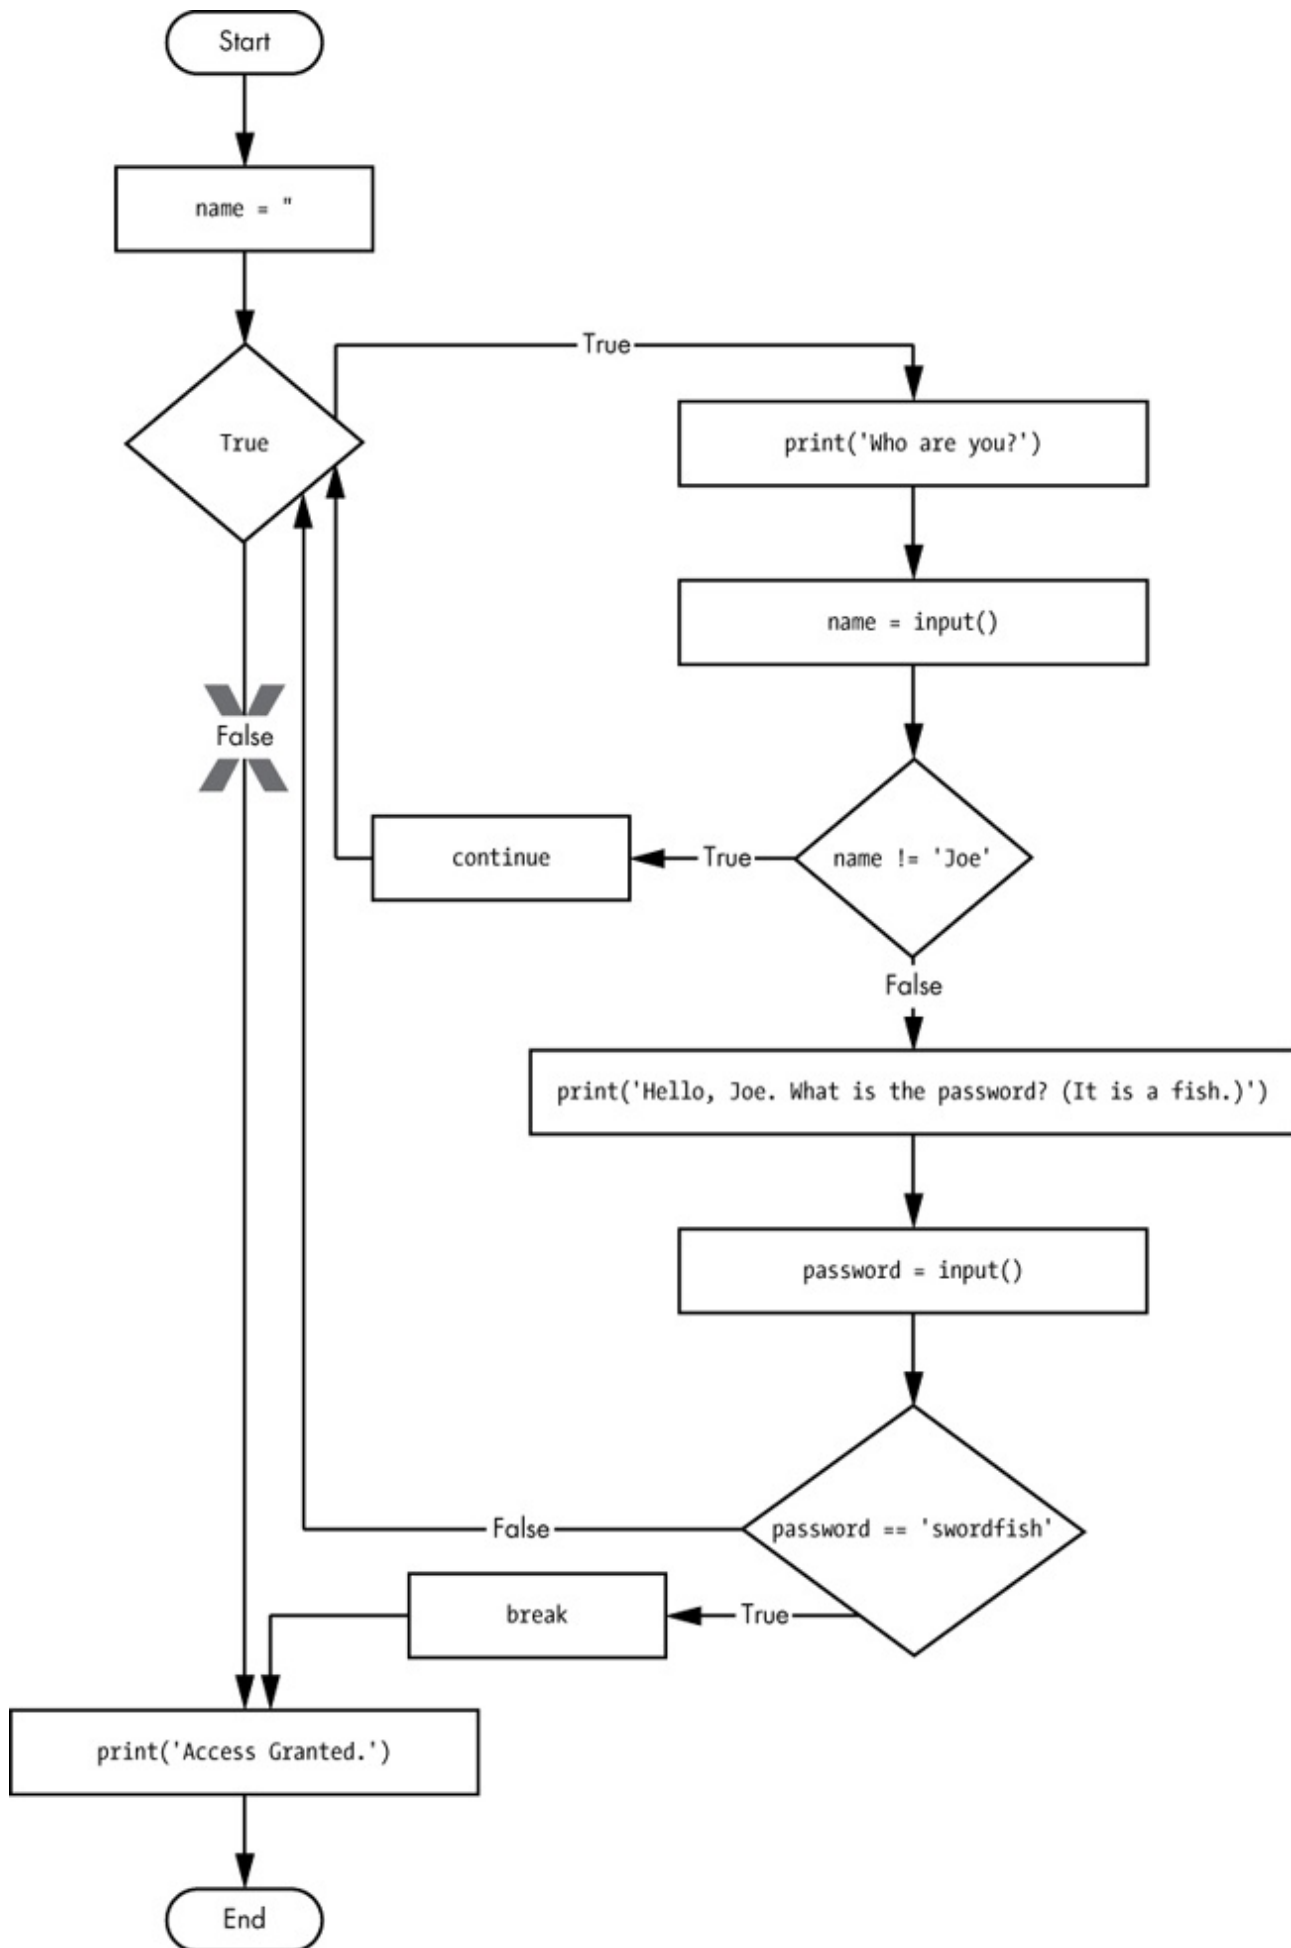 Start
name = "
True
True
print('Who are you?')
name = input()
False
continue
True
name != 'Joe'
False
print('Hello, Joe. What is the password? (It is a fish.)')
password = input()
False
password == 'swordfish'
break
True
print('Access Granted.')
End